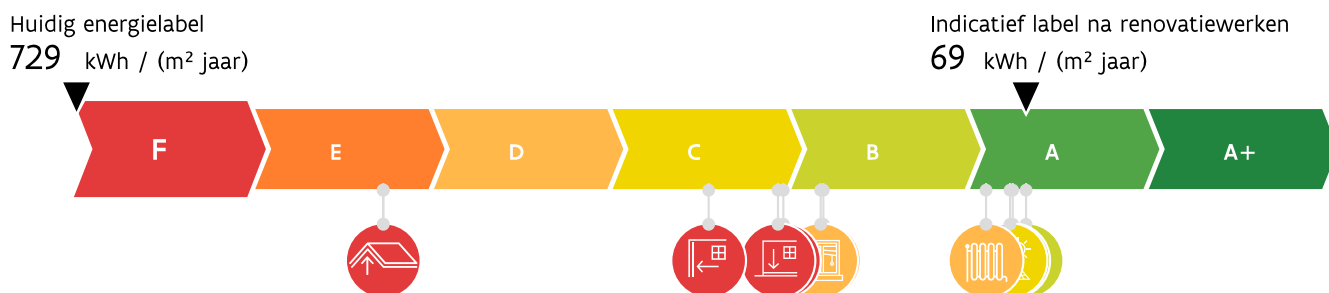 Huidig energielabel
729 kWh / (m² jaar)
Indicatief label na renovatiewerken
69 kWh / (m² jaar)
F E D C B A A+